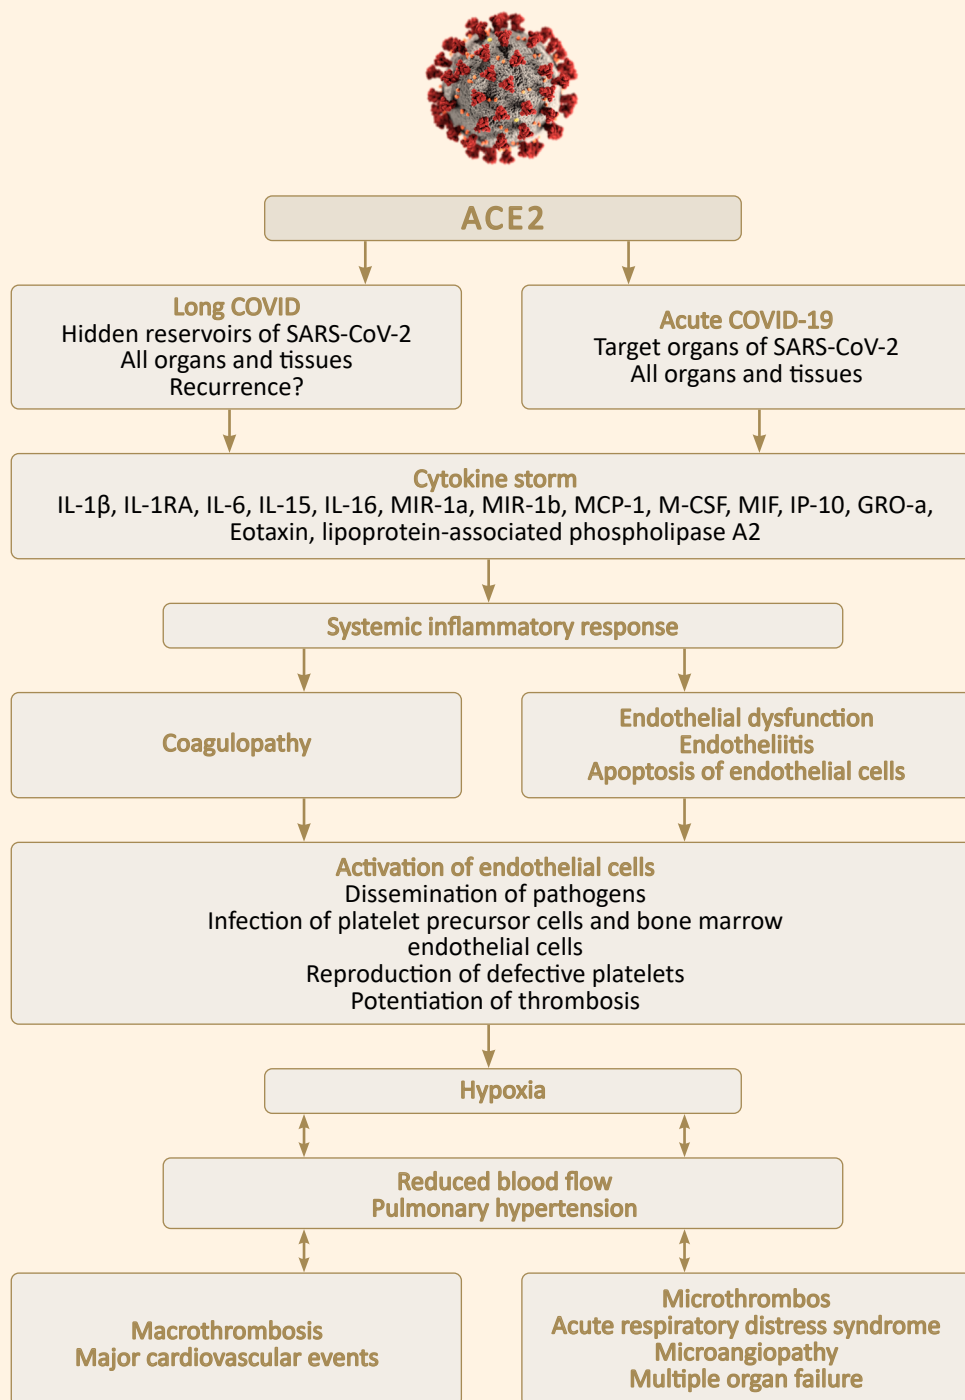 ACE2
Long COVID
Hidden reservoirs of SARS-CoV-2
All organs and tissues
Recurrence?
Acute COVID-19
Target organs of SARS-CoV-2
All organs and tissues
Cytokine storm
IL-1β, IL-1RA, IL-6, IL-15, IL-16, MIR-1a, MIR-1b, MCP-1, M-CSF, MIF, IP-10, GRO-a,
Eotaxin, lipoprotein-associated phospholipase A2
Systemic inflammatory response
Coagulopathy
Endothelial dysfunction
Endotheliitis
Apoptosis of endothelial cells
Activation of endothelial cells
Dissemination of pathogens
Infection of platelet precursor cells and bone marrow
endothelial cells
Reproduction of defective platelets
Potentiation of thrombosis
Hypoxia
Reduced blood flow
Pulmonary hypertension
Macrothrombosis
Major cardiovascular events
Microthrombos
Acute respiratory distress syndrome
Microangiopathy
Multiple organ failure